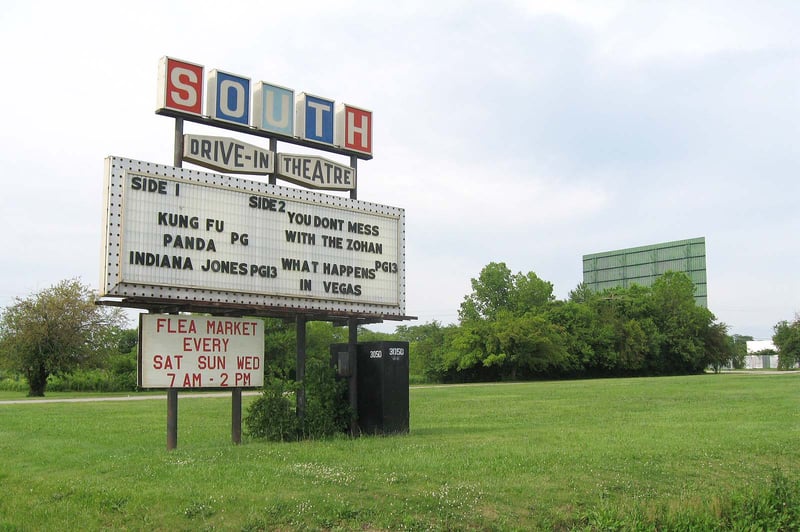 SOUTH
DRIVE-IN THEATRE
SIDE 1
KUNG FU
PANDA PG
INDIANA JONES PG13
SIDE 2
YOU DONT MESS
WITH THE ZOHAN
PG13
WHAT HAPPENS
IN VEGAS
FLEA MARKET
EVERY
SAT SUN WED
7 AM - 2 PM
3050 3050